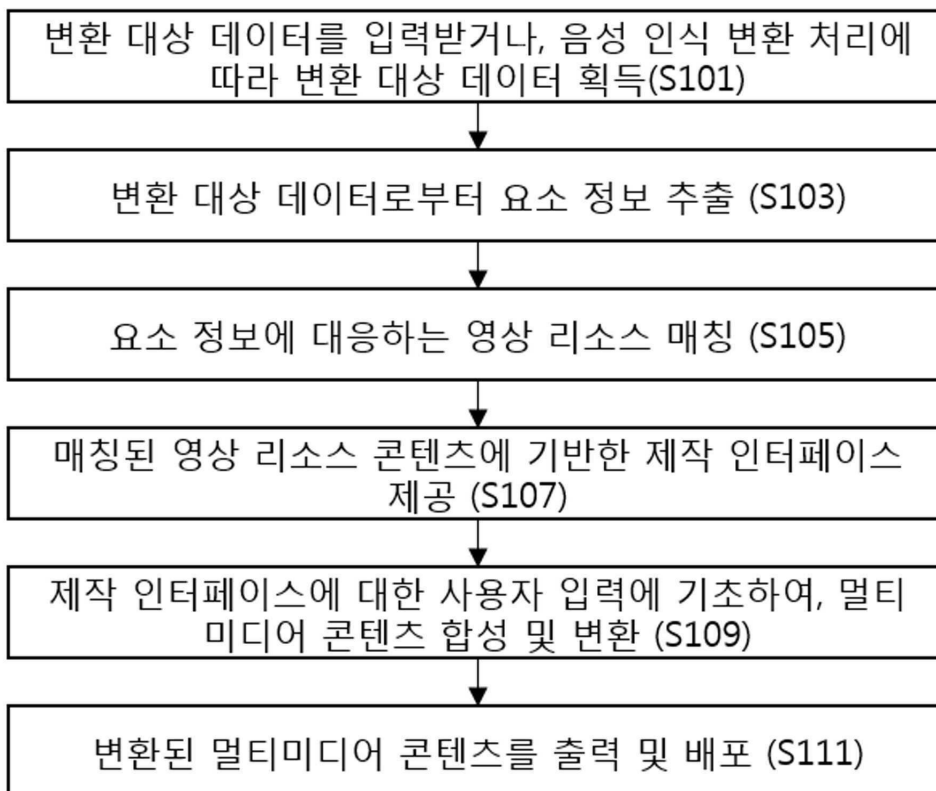 변환 대상 데이터를 입력받거나, 음성 인식 변환 처리에
따라 변환 대상 데이터 획득(S101)
변환 대상 데이터로부터 요소 정보 추출 (S103)
요소 정보에 대응하는 영상 리소스 매칭 (S105)
매칭된 영상 리소스 콘텐츠에 기반한 제작 인터페이스
제공 (S107)
제작 인터페이스에 대한 사용자 입력에 기초하여, 멀티
미디어 콘텐츠 합성 및 변환 (S109)
변환된 멀티미디어 콘텐츠를 출력 및 배포 (S111)